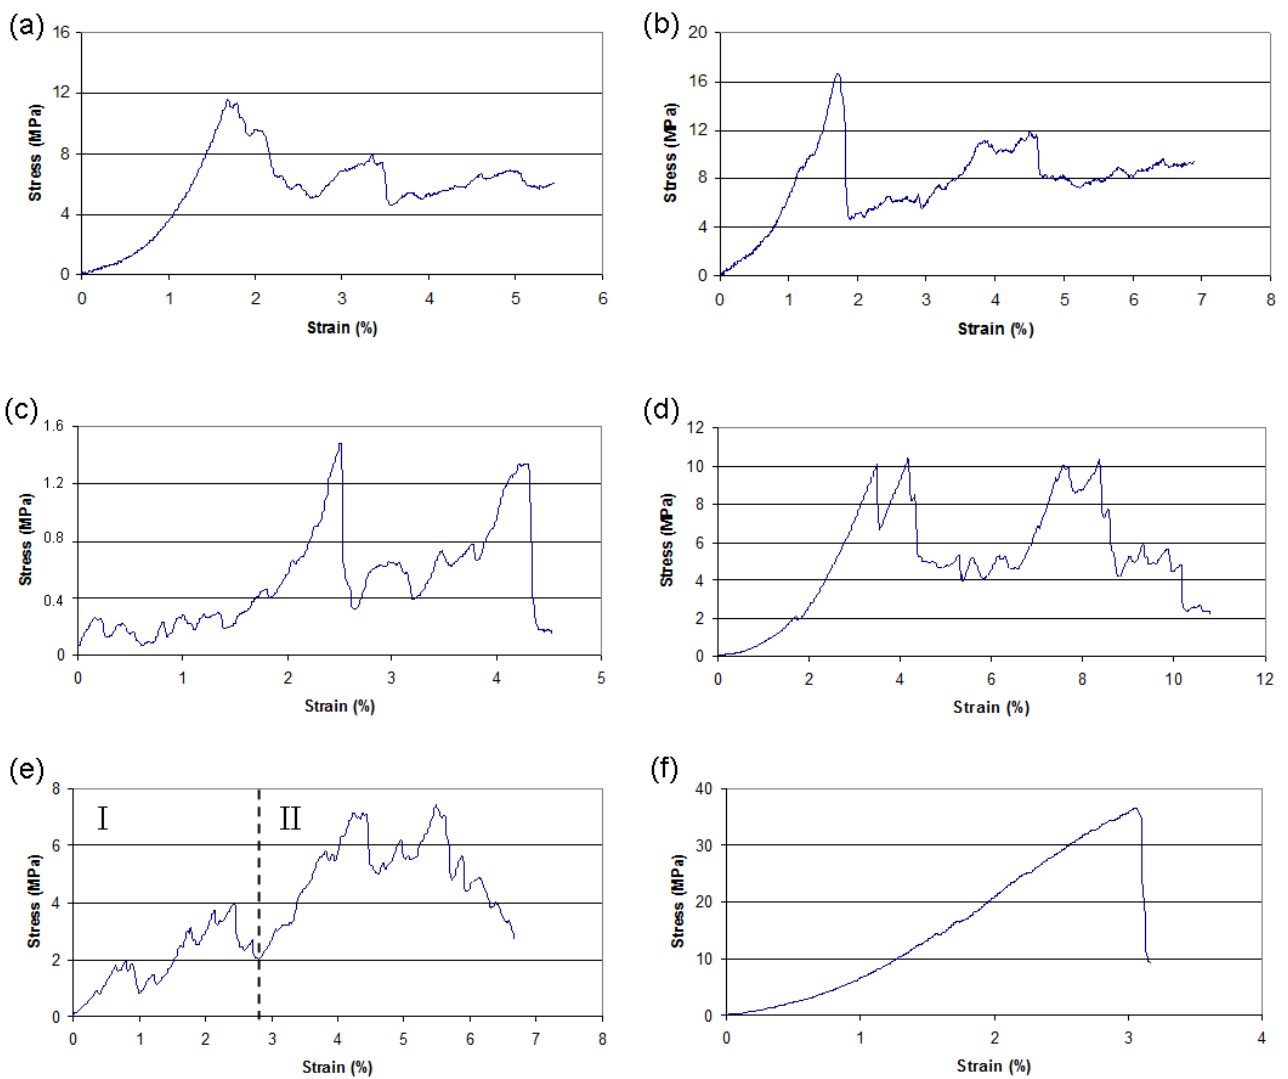 (a)
16
12
8
4
0
Stress (MPa)
0 1 2 3 4 5 6
Strain (%)
(b)
20
16
12
8
4
0
Stress (MPa)
0 1 2 3 4 5 6 7 8
Strain (%)
(c)
1.6
1.2
0.8
0.4
0
Stress (MPa)
0 1 2 3 4 5
Strain (%)
(d)
12
10
8
6
4
2
0
Stress (MPa)
0 2 4 6 8 10 12
Strain (%)
(e)
8
6
4
2
0
Stress (MPa)
I II
0 1 2 3 4 5 6 7 8
Strain (%)
(f)
40
30
20
10
0
Stress (MPa)
0 1 2 3 4
Strain (%)